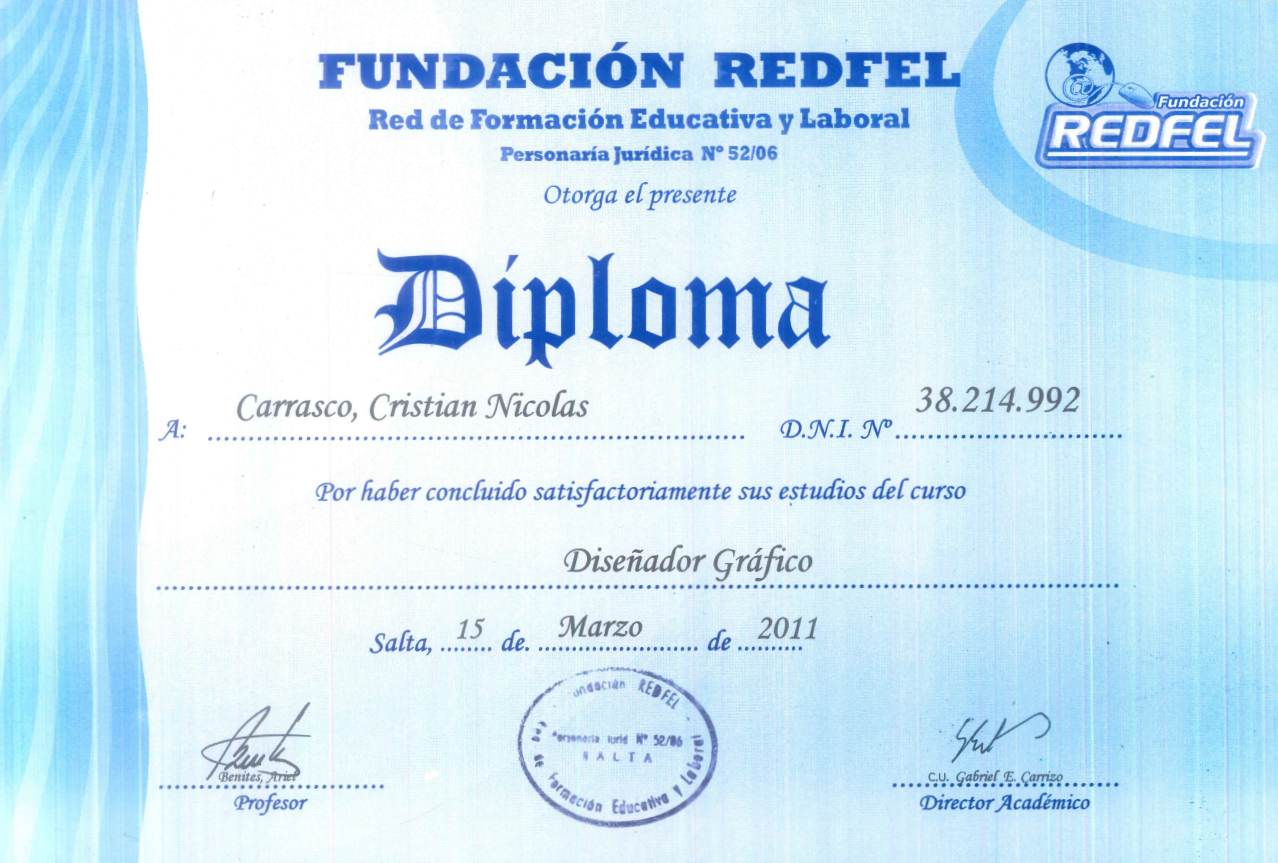 FUNDACIÓN REDFEL
Red de Formación Educativa y Laboral
Personaría Jurídica Nº 52/06
Fundación
REDFEL
Otorga el presente
Diploma
A: Carrasco, Cristian Nicolas D.N.I. Nº 38.214.992
Por haber concluido satisfactoriamente sus estudios del curso
Diseñador Gráfico
Salta, 15 de. Marzo de 2011
Fundación REDFEL
Personeria Jurid Nº 52/06
SALTA
Red de Formación Educativa y Laboral
Benites, Ariel
Profesor
C.U. Gabriel E. Carrizo
Director Académico